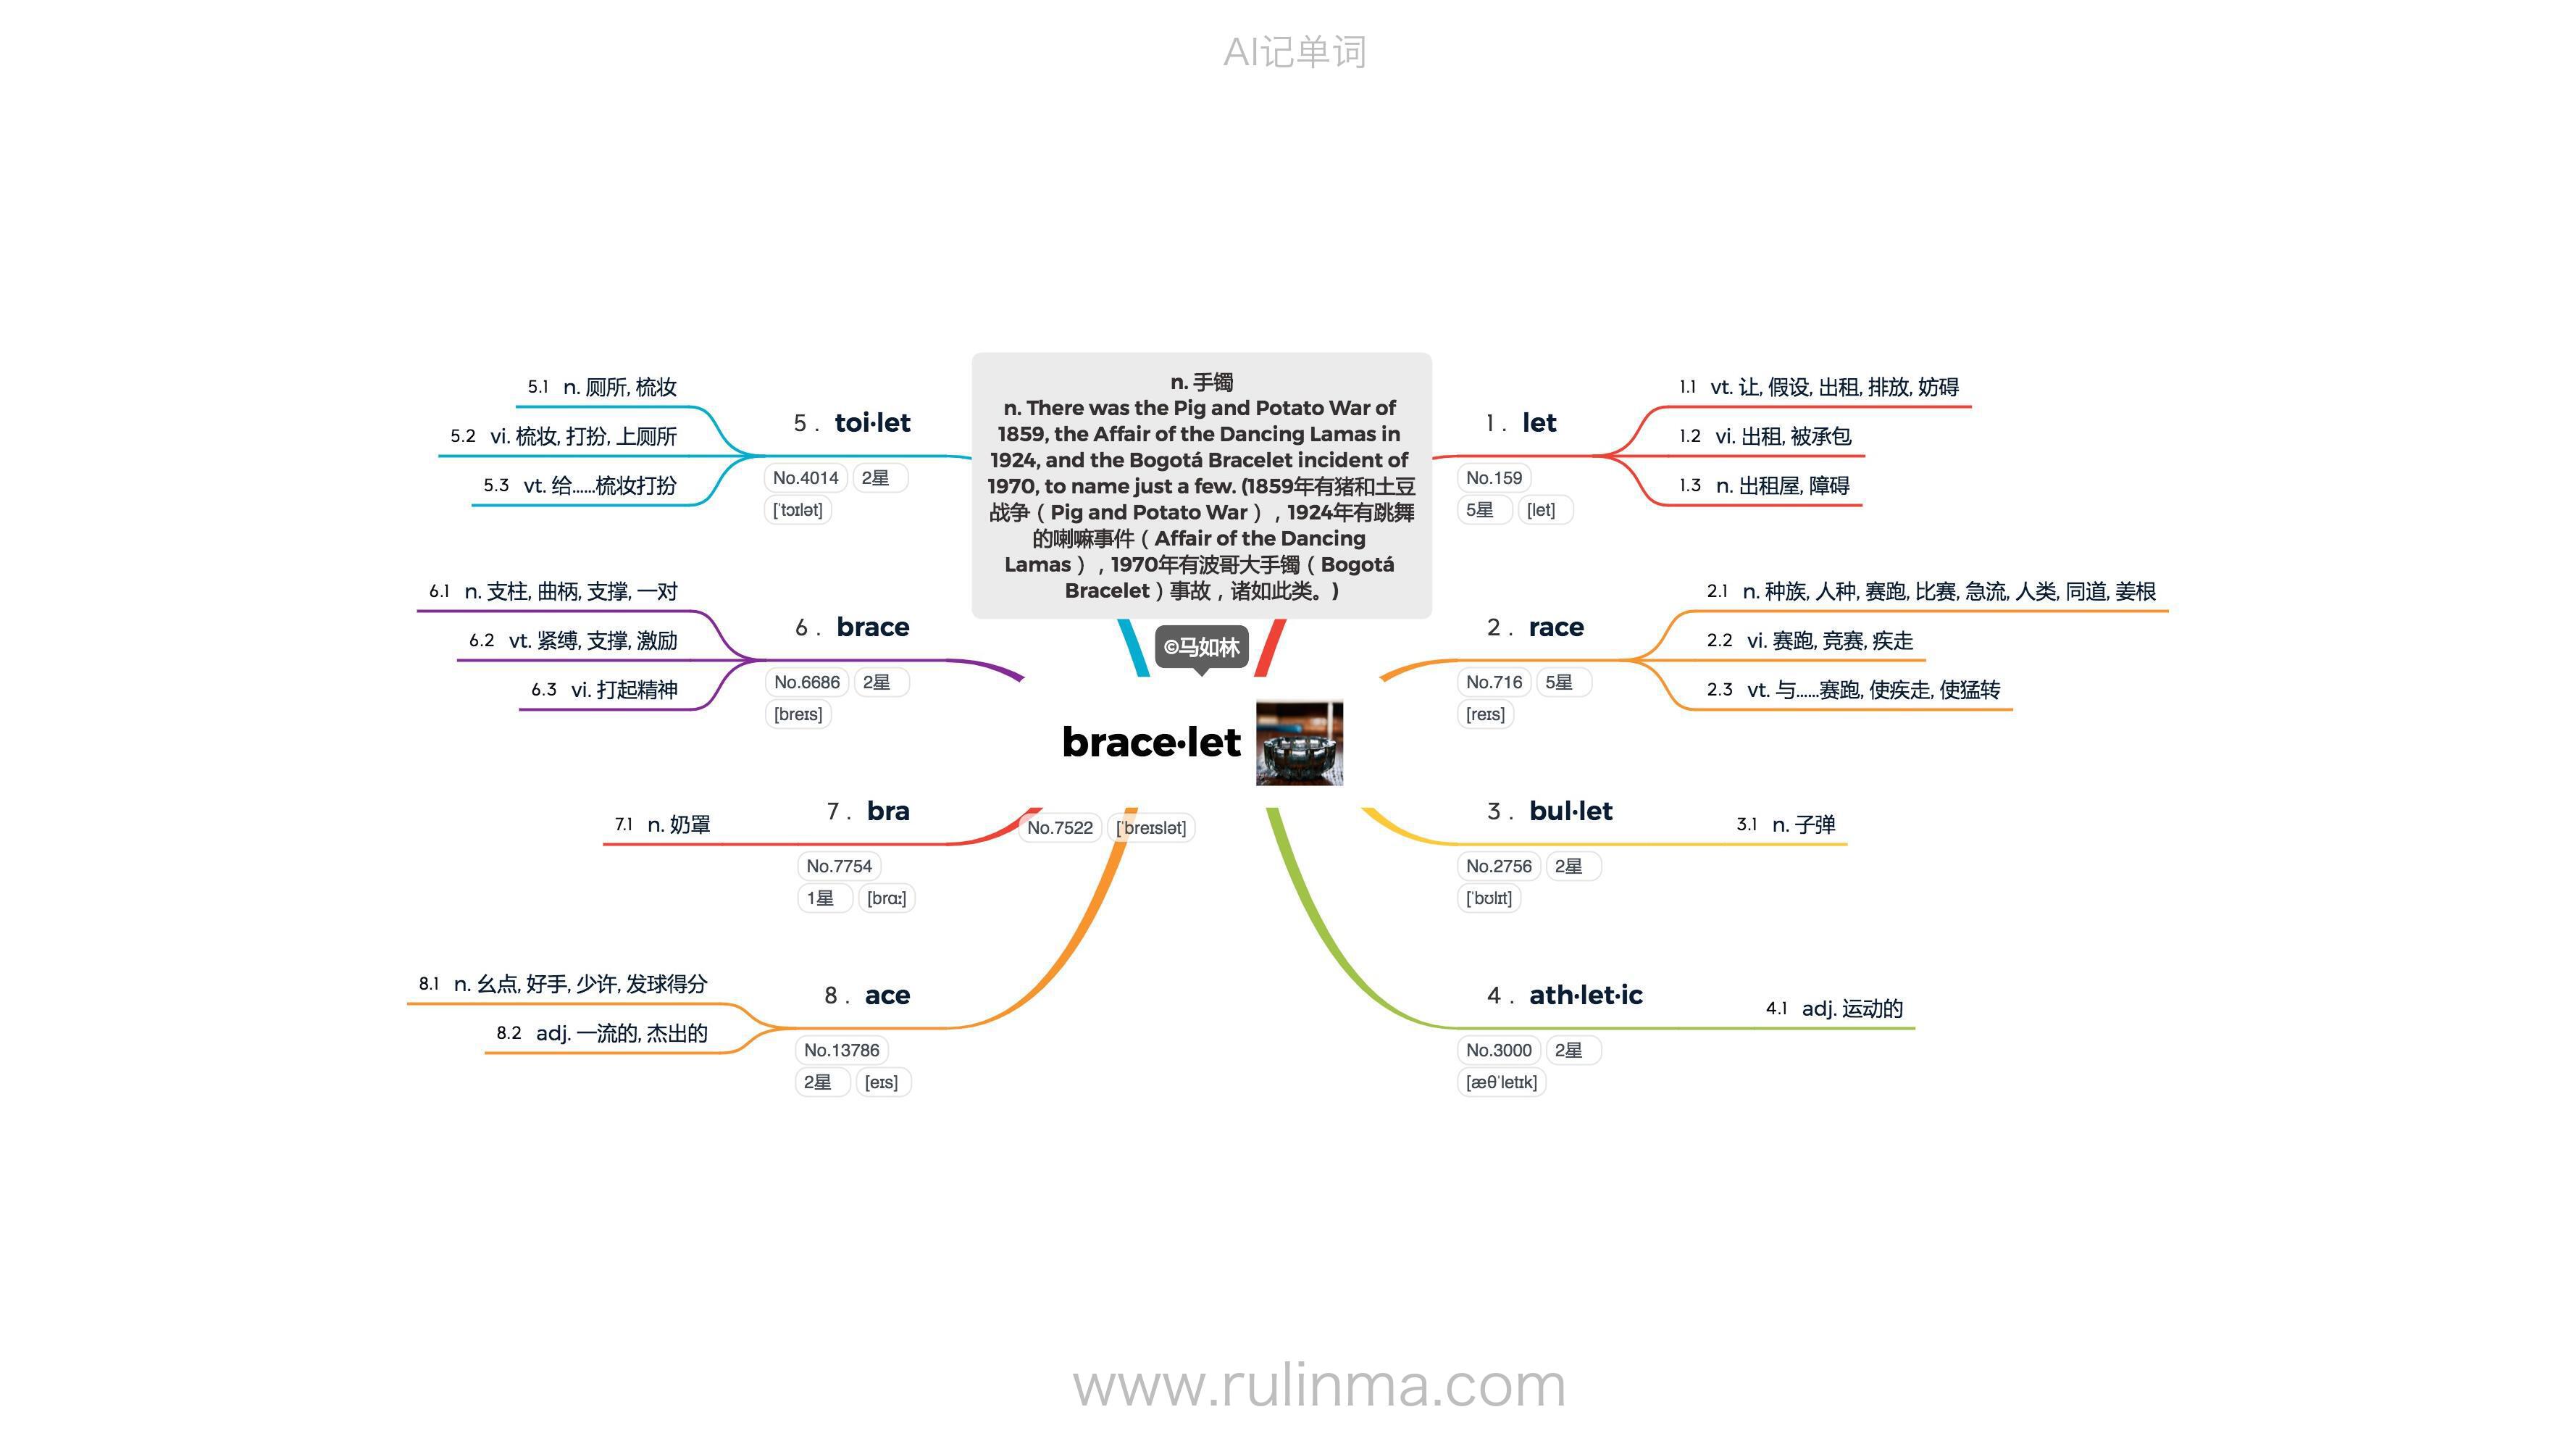 AI记单词
n. 手镯
n. There was the Pig and Potato War of
1859, the Affair of the Dancing Lamas in
1924, and the Bogotá Bracelet incident of
1970, to name just a few. (1859年有猪和土豆
战争（Pig and Potato War），1924年有跳舞
的喇嘛事件（Affair of the Dancing
Lamas），1970年有波哥大手镯（Bogotá
Bracelet）事故，诸如此类。)
©马如林
brace·let
No.7522 [ˈbreɪslət]
1. let
No.159
5星 [let]
1.1 vt. 让, 假设, 出租, 排放, 妨碍
1.2 vi. 出租, 被承包
1.3 n. 出租屋, 障碍
2. race
No.716 5星
[reɪs]
2.1 n. 种族, 人种, 赛跑, 比赛, 急流, 人类, 同道, 姜根
2.2 vi. 赛跑, 竞赛, 疾走
2.3 vt. 与……赛跑, 使疾走, 使猛转
3. bul·let
No.2756 2星
[ˈbʊlɪt]
3.1 n. 子弹
4. ath·let·ic
No.3000 2星
[æθˈletɪk]
4.1 adj. 运动的
5. toi·let
No.4014 2星
[ˈtɔɪlət]
5.1 n. 厕所, 梳妆
5.2 vi. 梳妆, 打扮, 上厕所
5.3 vt. 给……梳妆打扮
6. brace
No.6686 2星
[breɪs]
6.1 n. 支柱, 曲柄, 支撑, 一对
6.2 vt. 紧缚, 支撑, 激励
6.3 vi. 打起精神
7. bra
No.7754
1星 [brɑː]
7.1 n. 奶罩
8. ace
No.13786
2星 [eɪs]
8.1 n. 幺点, 好手, 少许, 发球得分
8.2 adj. 一流的, 杰出的
www.rulinma.com